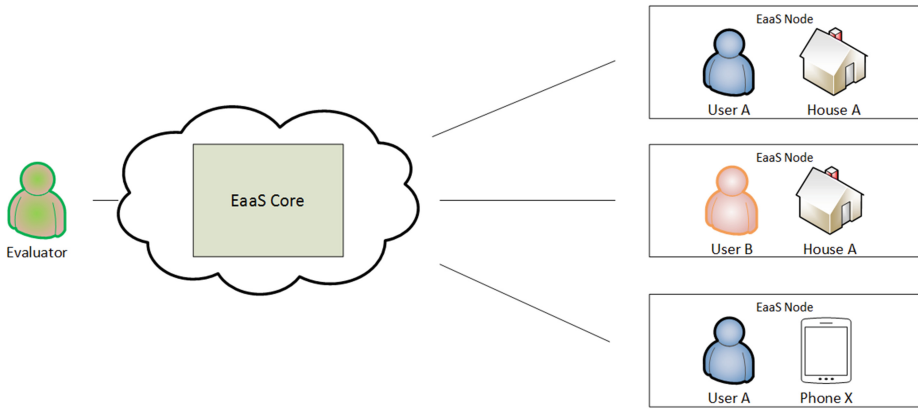 EaaS Node
User A
House A
EaaS Core
Evaluator
EaaS Node
User B
House A
EaaS Node
User A
Phone X